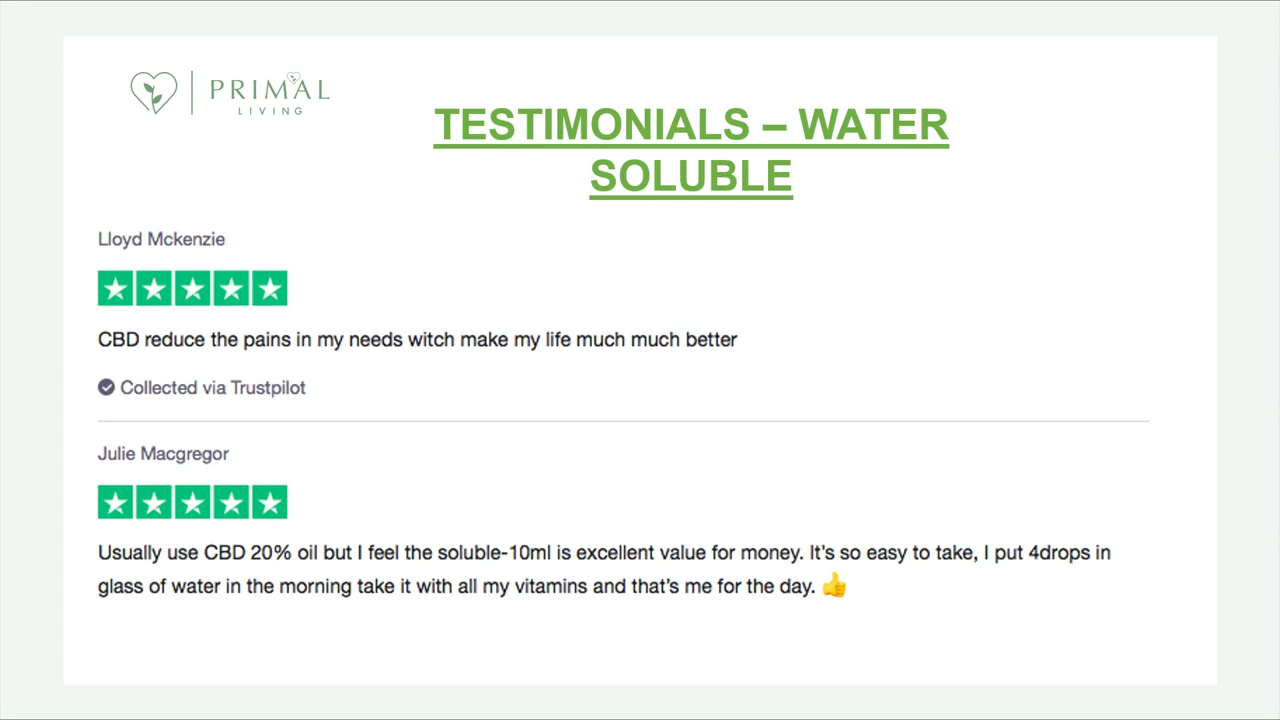 PRIMAL
LIVING
TESTIMONIALS – WATER
SOLUBLE
Lloyd Mckenzie
CBD reduce the pains in my needs witch make my life much much better
Collected via Trustpilot
Julie Macgregor
Usually use CBD 20% oil but I feel the soluble-10ml is excellent value for money. It's so easy to take, I put 4drops in
glass of water in the morning take it with all my vitamins and that's me for the day. 👍